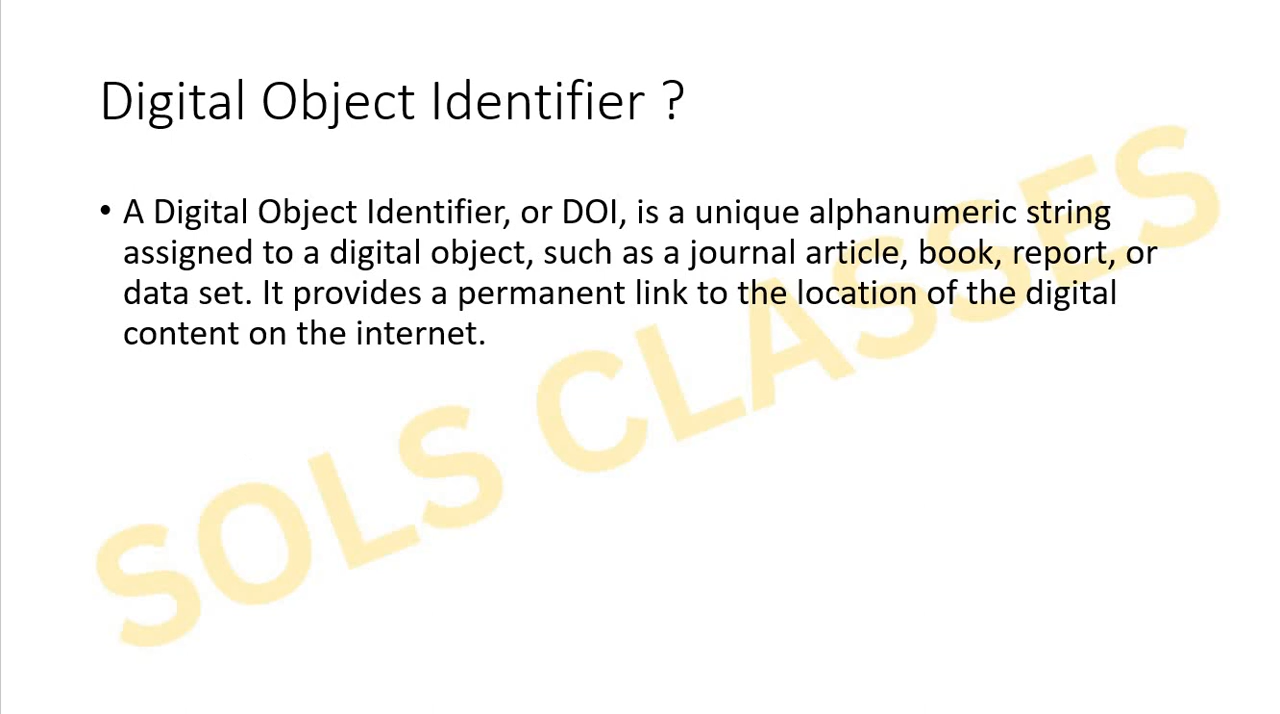 Digital Object Identifier ?
• A Digital Object Identifier, or DOI, is a unique alphanumeric string
assigned to a digital object, such as a journal article, book, report, or
data set. It provides a permanent link to the location of the digital
content on the internet.
SOLS CLASSES